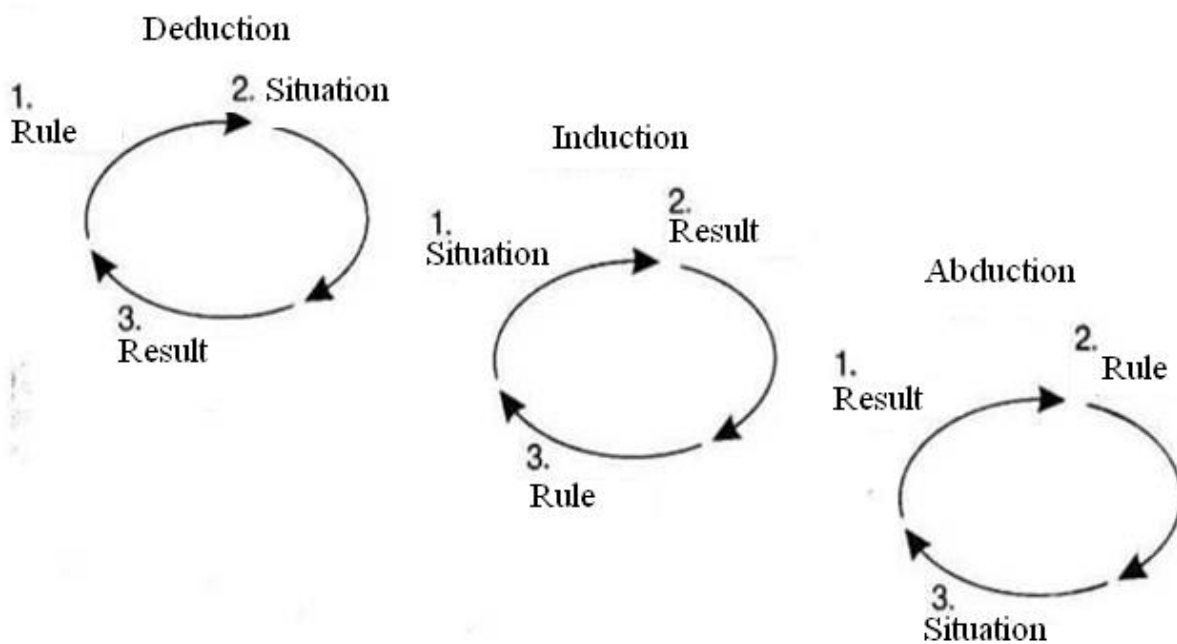 Deduction
1.
Rule
2. Situation
3.
Result
Induction
1.
Situation
2.
Result
3.
Rule
Abduction
1.
Result
2.
Rule
3.
Situation